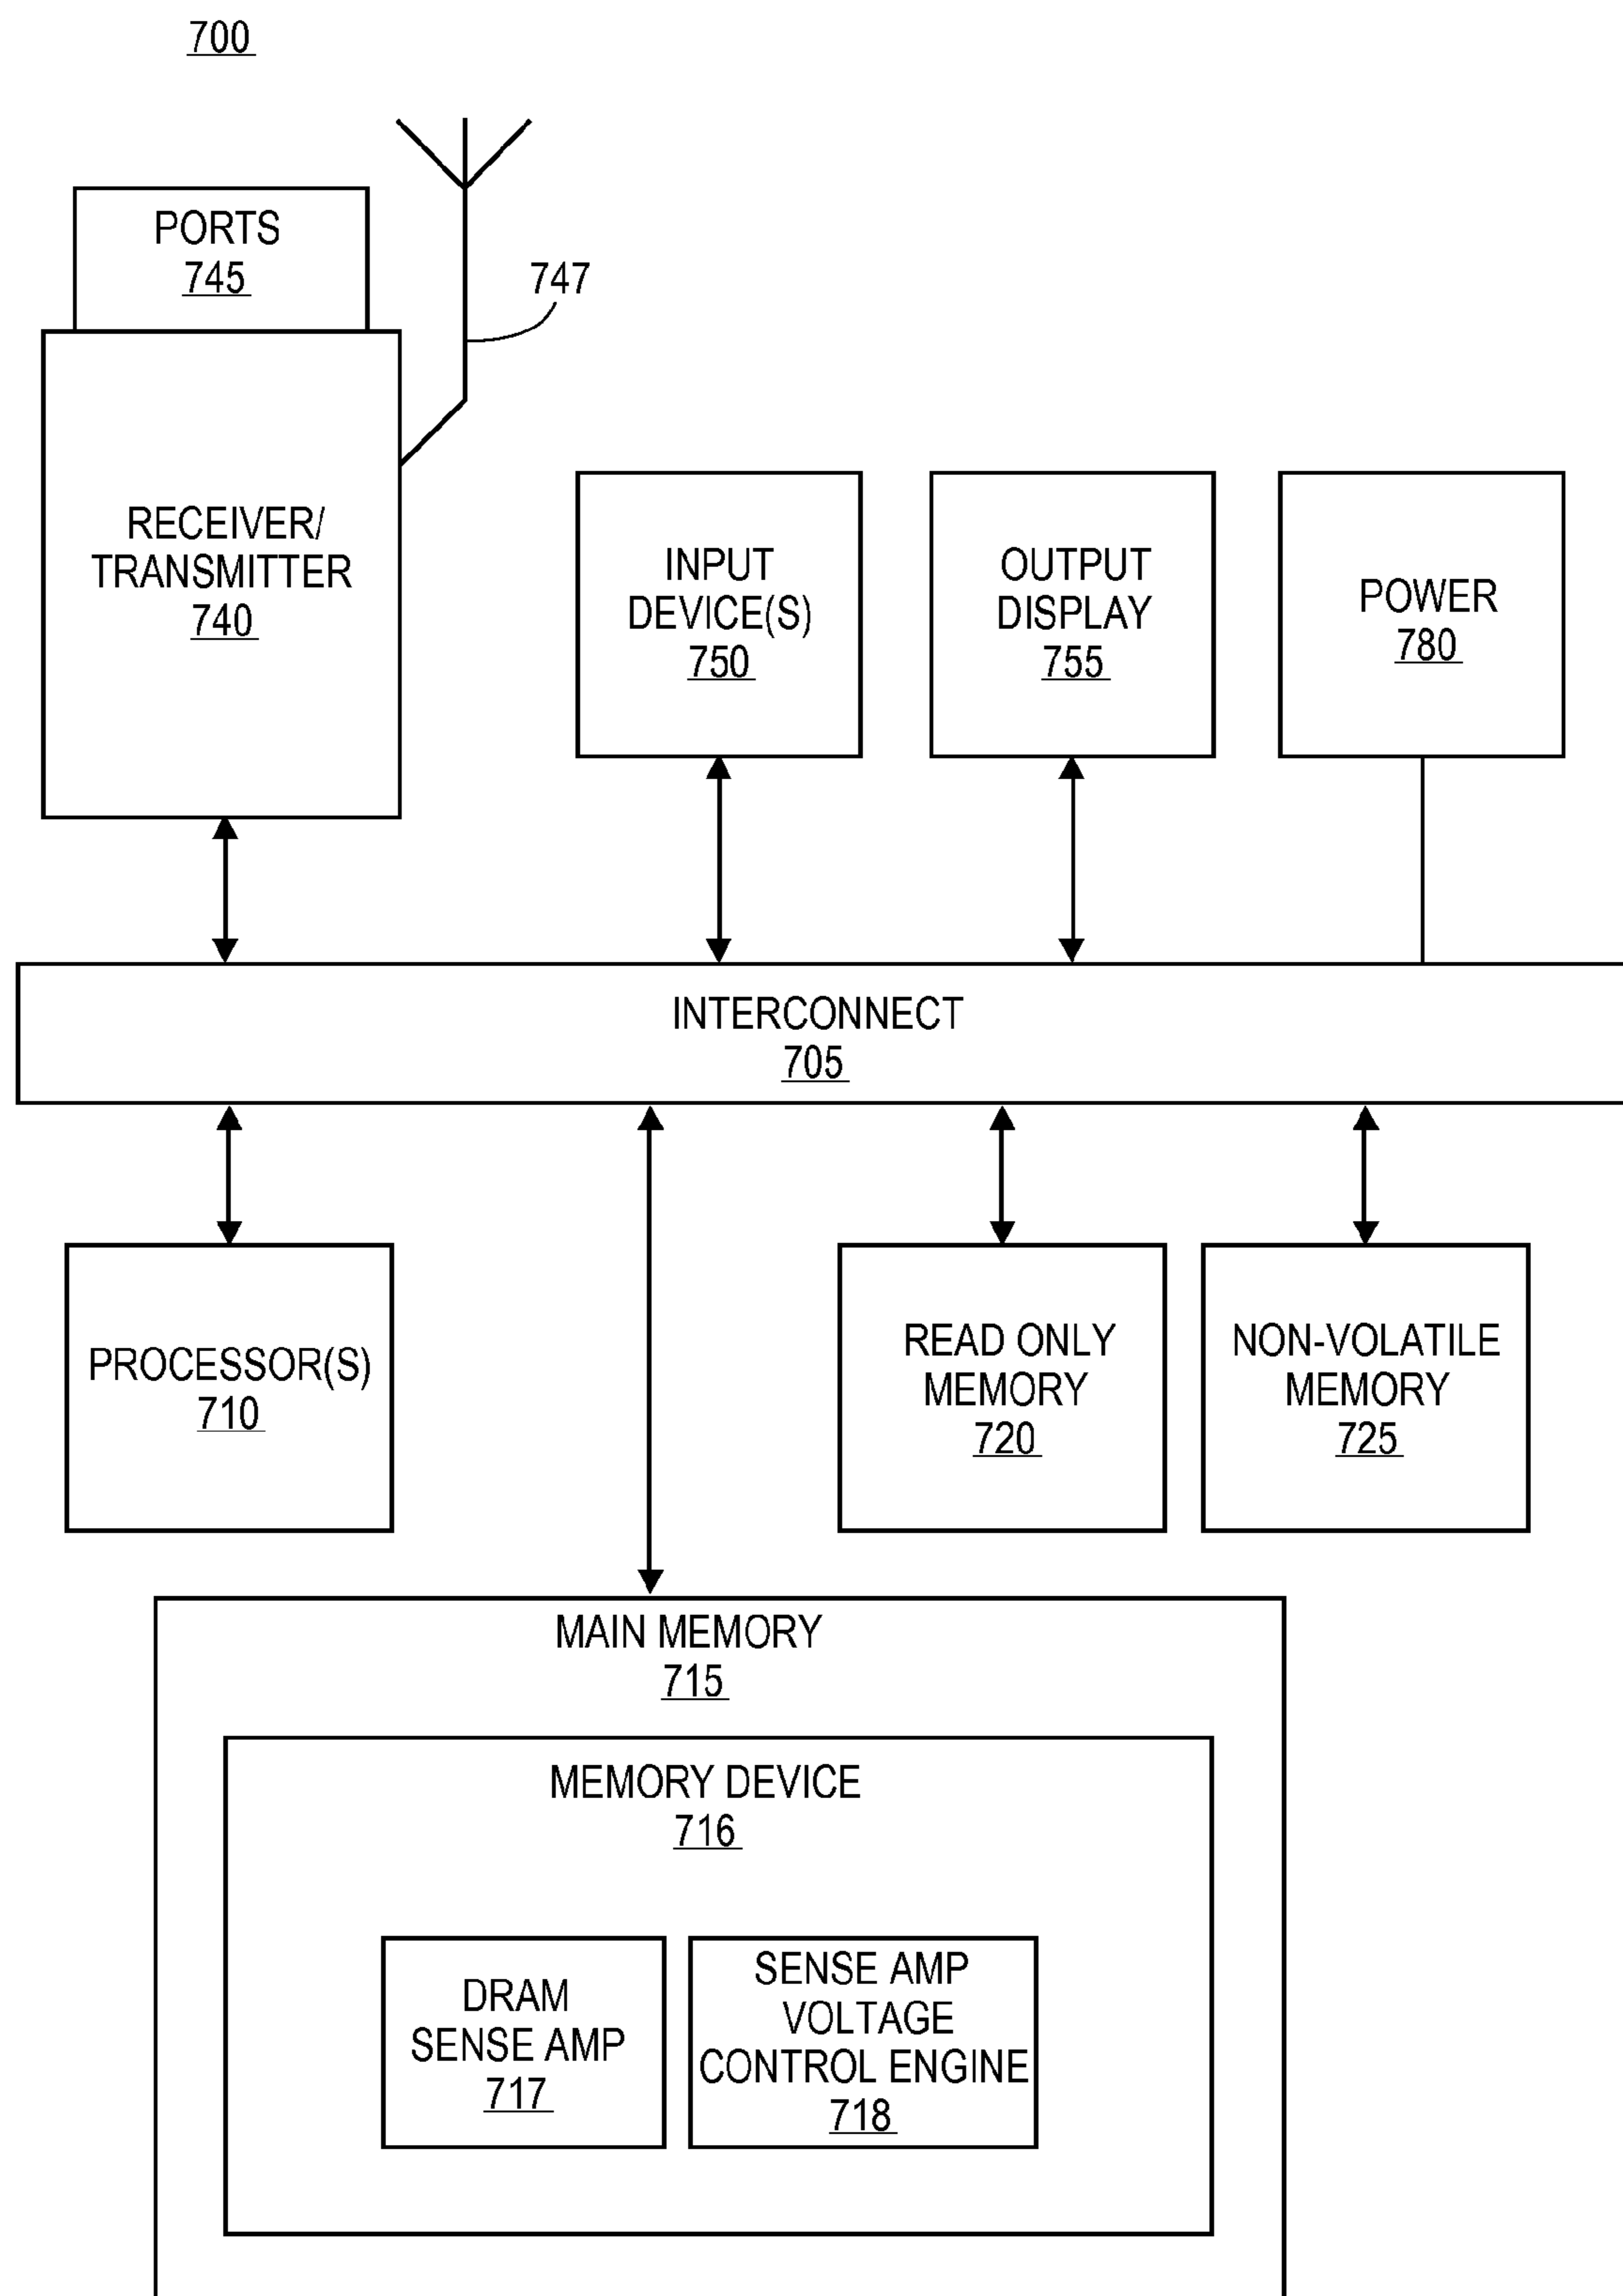 700
PORTS
745
747
RECEIVER/
TRANSMITTER
740
INPUT
DEVICE(S)
750
OUTPUT
DISPLAY
755
POWER
780
INTERCONNECT
705
PROCESSOR(S)
710
READ ONLY
MEMORY
720
NON-VOLATILE
MEMORY
725
MAIN MEMORY
715
MEMORY DEVICE
716
DRAM
SENSE AMP
717
SENSE AMP
VOLTAGE
CONTROL ENGINE
718